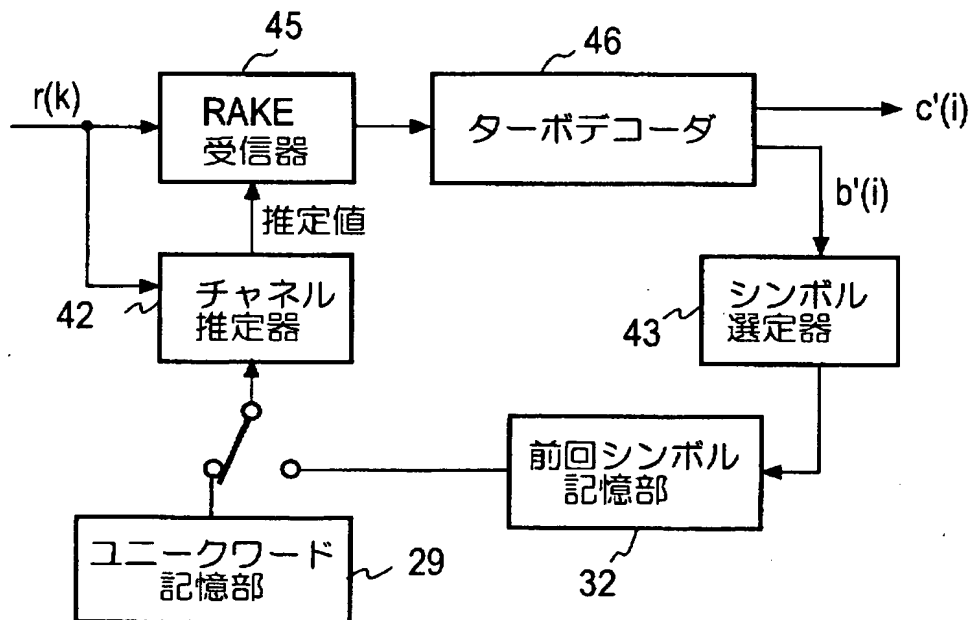 45
46
r(k)
RAKE
受信器
ターボデコーダ
c'(i)
b'(i)
推定値
42
チャネル
推定器
43
シンボル
選定器
前回シンボル
記憶部
32
ユニークワード
記憶部
29